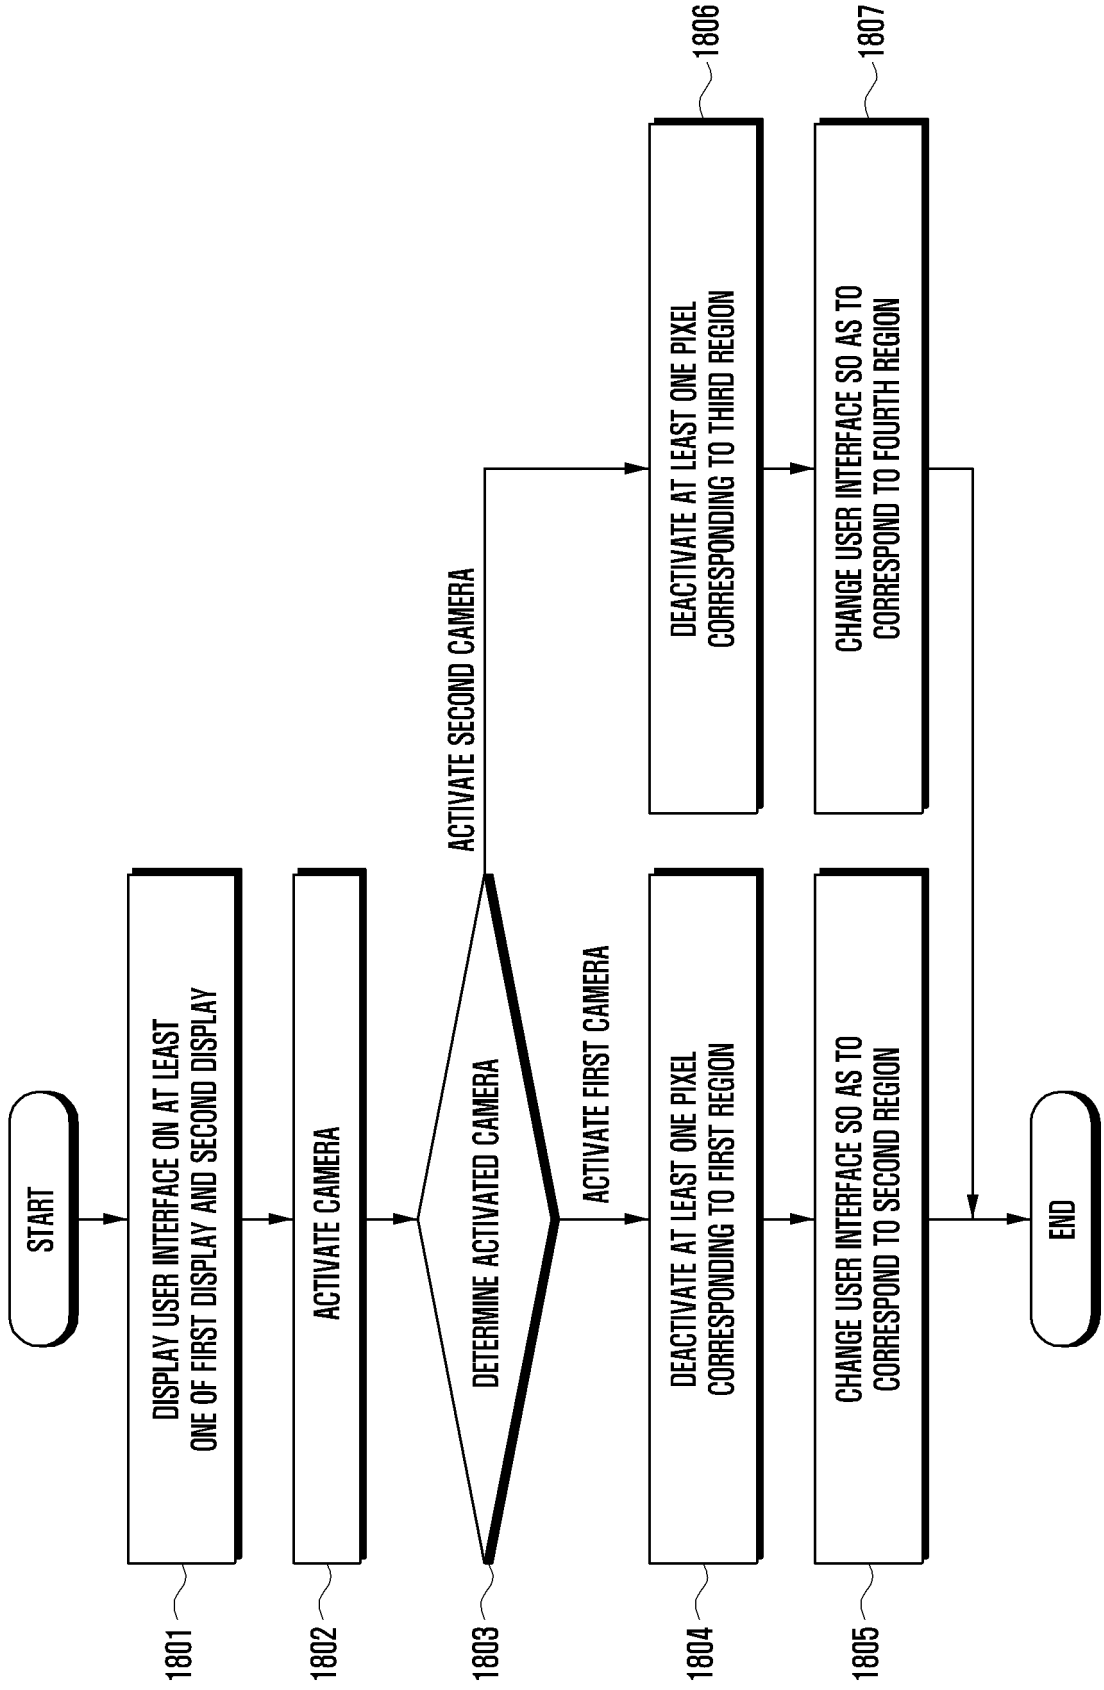 START
1801
DISPLAY USER INTERFACE ON AT LEAST
ONE OF FIRST DISPLAY AND SECOND DISPLAY
1802
ACTIVATE CAMERA
1803
DETERMINE ACTIVATED CAMERA
ACTIVATE SECOND CAMERA
ACTIVATE FIRST CAMERA
1804
DEACTIVATE AT LEAST ONE PIXEL
CORRESPONDING TO FIRST REGION
DEACTIVATE AT LEAST ONE PIXEL
CORRESPONDING TO THIRD REGION
1806
1805
CHANGE USER INTERFACE SO AS TO
CORRESPOND TO SECOND REGION
CHANGE USER INTERFACE SO AS TO
CORRESPOND TO FOURTH REGION
1807
END